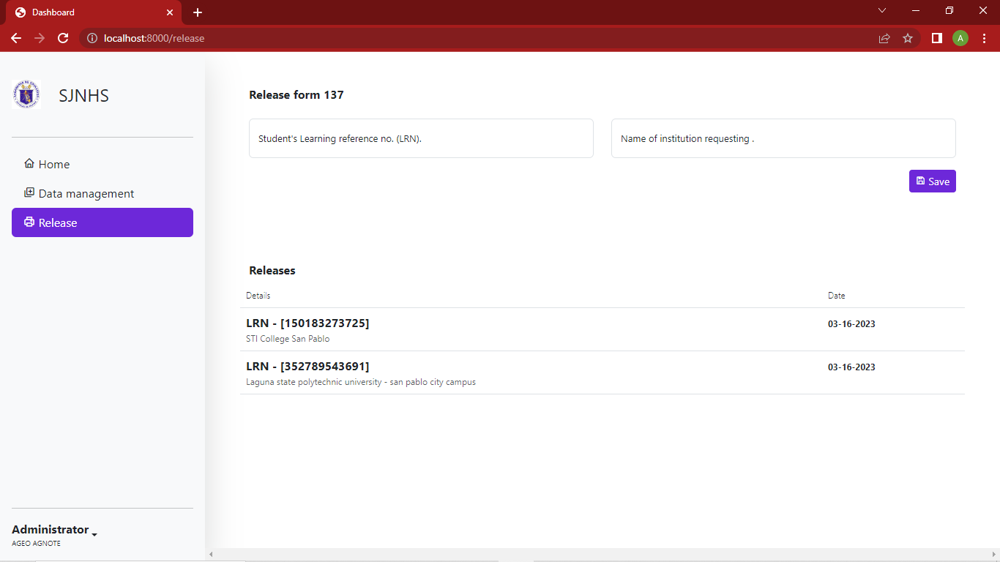 Dashboard
localhost:8000/release
A
SJNHS
Home
Data management
Release
Administrator
AGEO AGNOTE
Release form 137
Student's Learning reference no. (LRN).
Name of institution requesting .
Save
Releases
Details Date
LRN - [150183273725] 03-16-2023
STI College San Pablo
LRN - [352789543691] 03-16-2023
Laguna state polytechnic university - san pablo city campus